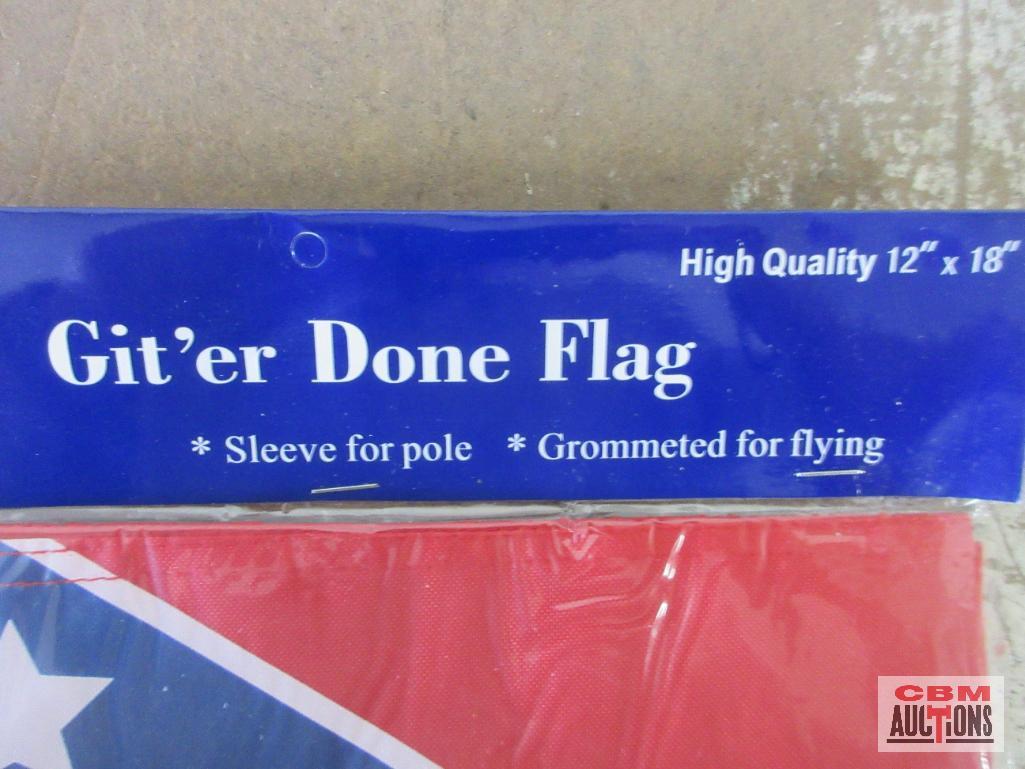 High Quality 12" x 18"
Git'er Done Flag
* Sleeve for pole * Grommeted for flying
CBM
AUCTIONS